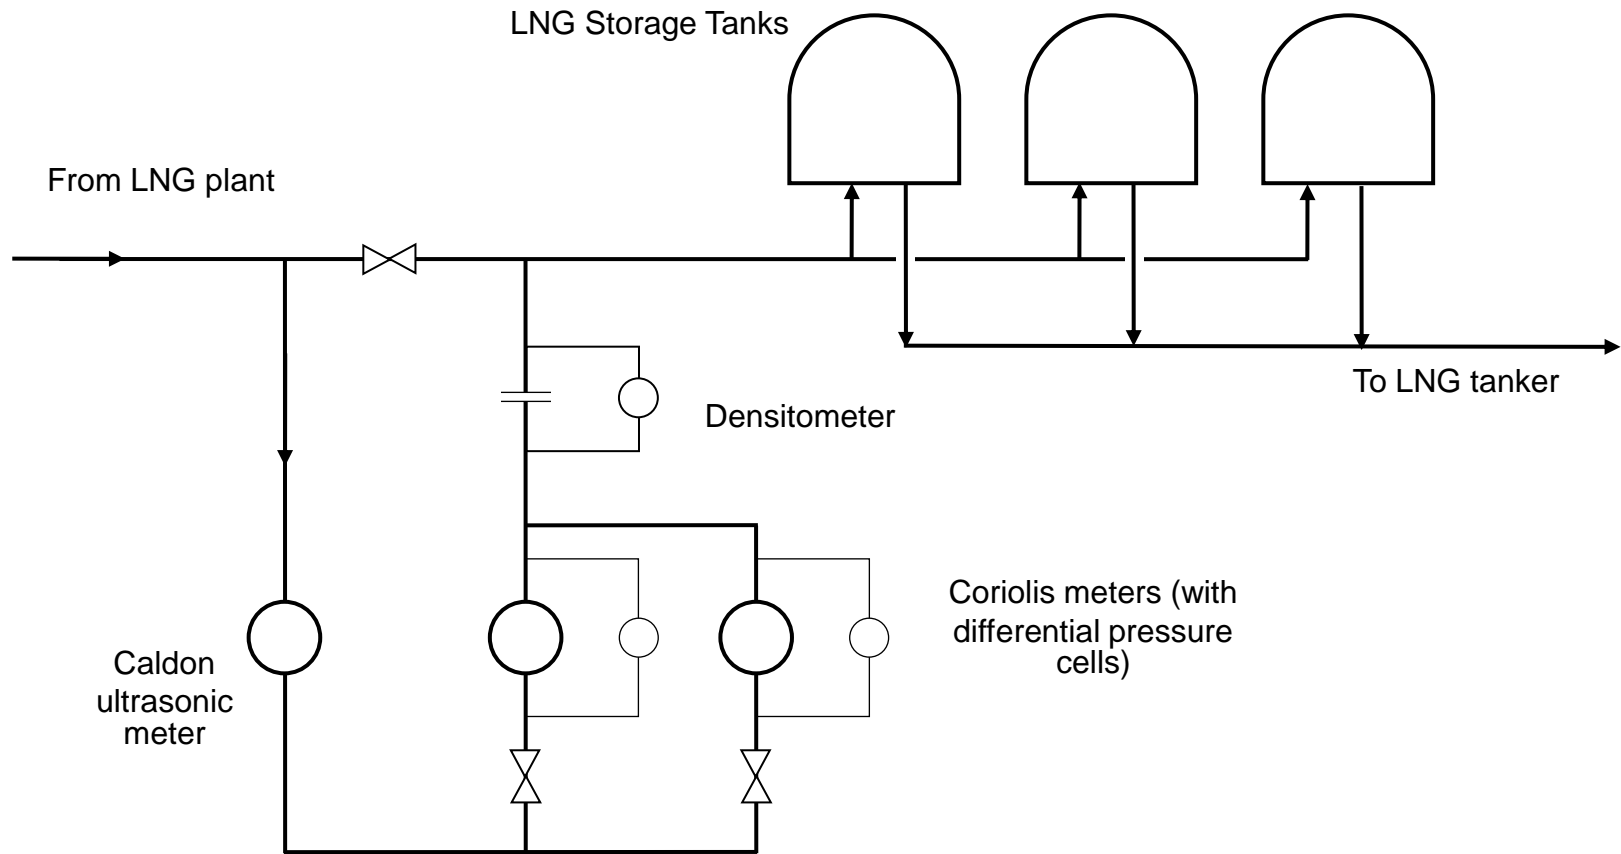 LNG Storage Tanks
From LNG plant
To LNG tanker
Densitometer
Coriolis meters (with
differential pressure
cells)
Caldon
ultrasonic
meter